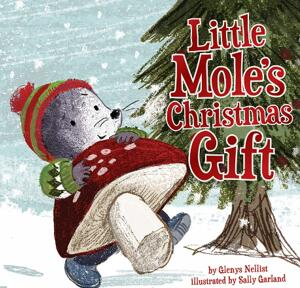 Little
Mole's
Christmas
Gift
by Glenys Nellist
illustrated by Sally Garland